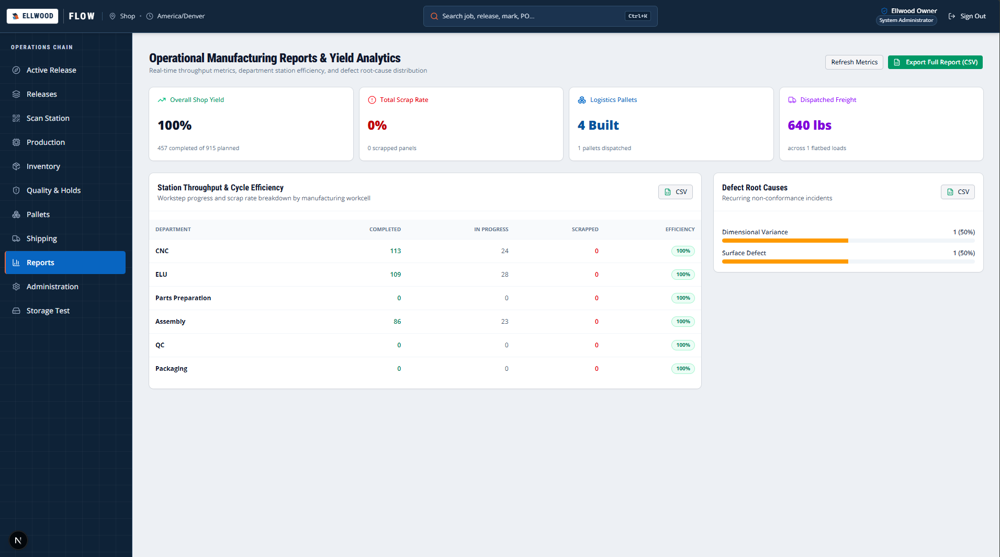 ELLWOOD FLOW Shop • America/Denver Search job, release, mark, PO... Ctrl+K Ellwood Owner Sign Out
System Administrator
OPERATIONS CHAIN
Active Release
Releases
Scan Station
Production
Inventory
Quality & Holds
Pallets
Shipping
Reports
Administration
Storage Test
N
Operational Manufacturing Reports & Yield Analytics
Real-time throughput metrics, department station efficiency, and defect root-cause distribution
Refresh Metrics Export Full Report (CSV)
Overall Shop Yield
100%
457 completed of 915 planned
Total Scrap Rate
0%
0 scrapped panels
Logistics Pallets
4 Built
1 pallets dispatched
Dispatched Freight
640 lbs
across 1 flatbed loads
Station Throughput & Cycle Efficiency
Workstep progress and scrap rate breakdown by manufacturing workcell
CSV
DEPARTMENT COMPLETED IN PROGRESS SCRAPPED EFFICIENCY
CNC 113 24 0 100%
ELU 109 28 0 100%
Parts Preparation 0 0 0 100%
Assembly 86 23 0 100%
QC 0 0 0 100%
Packaging 0 0 0 100%
Defect Root Causes
Recurring non-conformance incidents
CSV
Dimensional Variance 1 (50%)
Surface Defect 1 (50%)